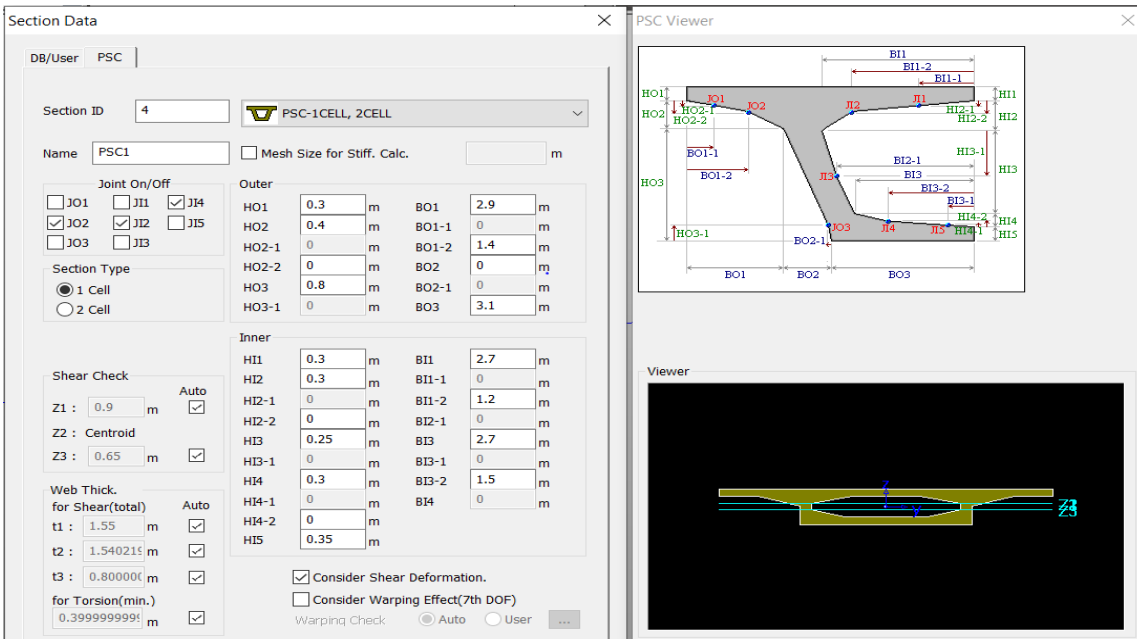 Section Data
DB/User PSC
Section ID 4 PSC-1CELL, 2CELL
Name PSC1 Mesh Size for Stiff. Calc. m
Joint On/Off
JO1 JI1 JI4
JO2 JI2 JI5
JO3 JI3
Section Type
1 Cell
2 Cell
Shear Check
Auto
Z1 : 0.9 m
Z2 : Centroid
Z3 : 0.65 m
Web Thick.
for Shear(total) Auto
t1 : 1.55 m
t2 : 1.540219 m
t3 : 0.800000 m
for Torsion(min.)
0.3999999999 m
Outer
HO1 0.3 m BO1 2.9 m
HO2 0.4 m BO1-1 0 m
HO2-1 0 m BO1-2 1.4 m
HO2-2 0 m BO2 0 m
HO3 0.8 m BO2-1 0 m
HO3-1 0 m BO3 3.1 m
Inner
HI1 0.3 m BI1 2.7 m
HI2 0.3 m BI1-1 0 m
HI2-1 0 m BI1-2 1.2 m
HI2-2 0 m BI2-1 0 m
HI3 0.25 m BI3 2.7 m
HI3-1 0 m BI3-1 0 m
HI4 0.3 m BI3-2 1.5 m
HI4-1 0 m BI4 0 m
HI4-2 0 m
HI5 0.35 m
Consider Shear Deformation.
Consider Warping Effect(7th DOF)
Warping Check Auto User ...
PSC Viewer
BI1
BI1-2
BI1-1
HO1 JO1 JO2 JI2 JI1 HI1
HO2 HO2-1 HI2-1 HI2
HO2-2 HI2-2
BO1-1 HI3-1
BI2-1
BO1-2 JI3 BI3 HI3
HO3 BI3-2
BI3-1
HI4-2 HI4
HO3-1 JO3 JI4 JI5 HI4-1 HI5
BO2-1
BO1 BO2 BO3
Viewer
z
y
Z3